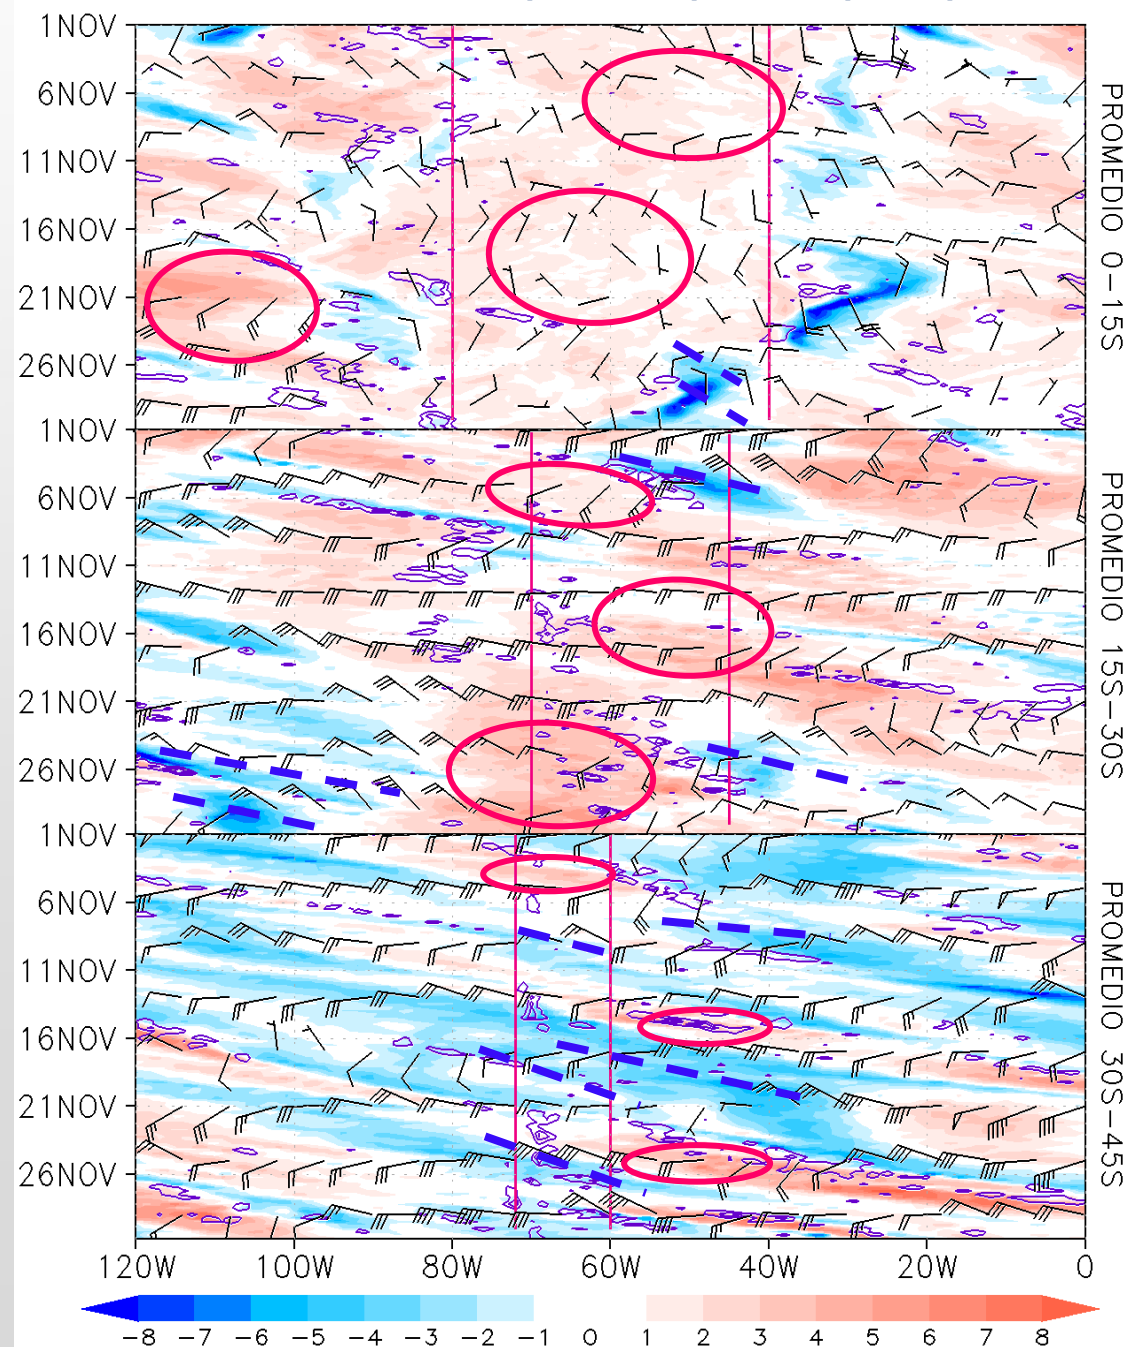 1NOV
6NOV
11NOV
16NOV
21NOV
26NOV
PROMEDIO 0-15S
1NOV
6NOV
11NOV
16NOV
21NOV
26NOV
PROMEDIO 15S-30S
1NOV
6NOV
11NOV
16NOV
21NOV
26NOV
PROMEDIO 30S-45S
120W 100W 80W 60W 40W 20W 0
-8 -7 -6 -5 -4 -3 -2 -1 0 1 2 3 4 5 6 7 8